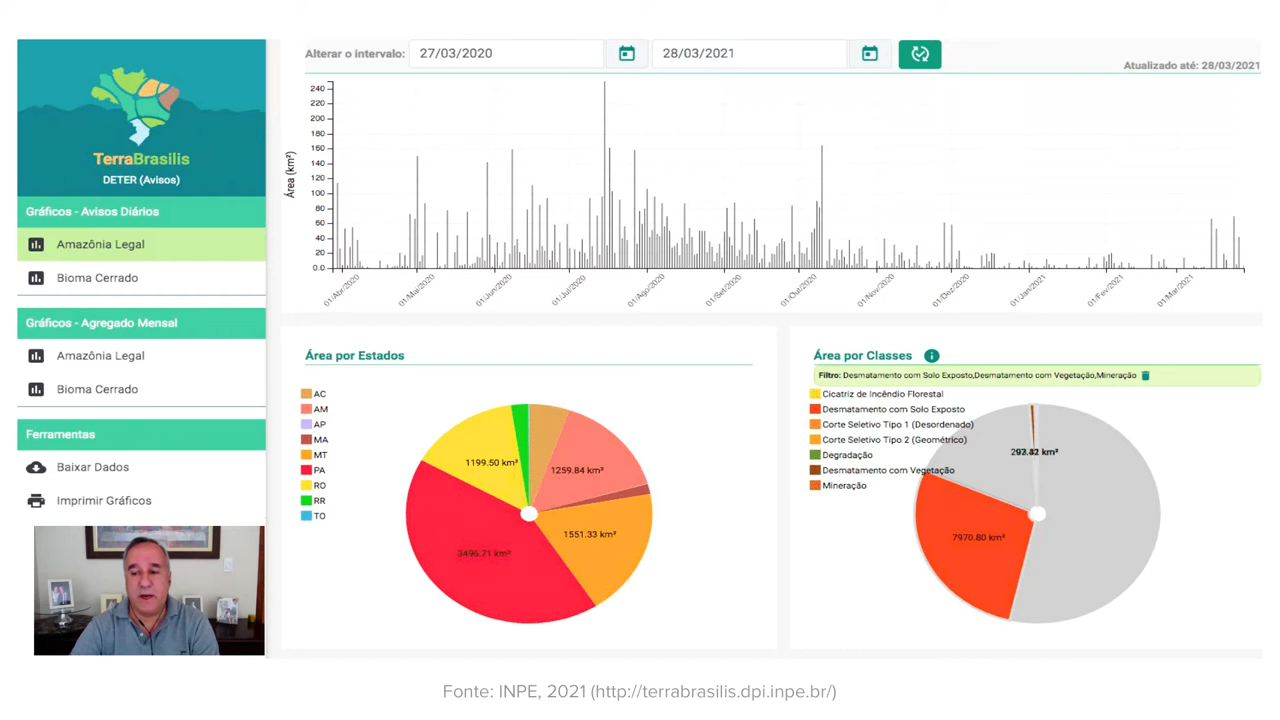 TerraBrasilis
DETER (Avisos)
Gráficos - Avisos Diários
Amazônia Legal
Bioma Cerrado
Gráficos - Agregado Mensal
Amazônia Legal
Bioma Cerrado
Ferramentas
Baixar Dados
Imprimir Gráficos
Alterar o intervalo: 27/03/2020 28/03/2021
Atualizado até: 28/03/2021
Área (km²)
240
220
200
180
160
140
120
100
80
60
40
20
0.0
01/Abr/2020 01/Mai/2020 01/Jun/2020 01/Jul/2020 01/Ago/2020 01/Set/2020 01/Out/2020 01/Nov/2020 01/Dez/2020 01/Jan/2021 01/Fev/2021 01/Mar/2021
Área por Estados
AC
AM
AP
MA
MT
PA
RO
RR
TO
1199.50 km²
1259.84 km²
1551.33 km²
3496.71 km²
Área por Classes
Filtro: Desmatamento com Solo Exposto,Desmatamento com Vegetação,Mineração
Cicatriz de Incêndio Florestal
Desmatamento com Solo Exposto
Corte Seletivo Tipo 1 (Desordenado)
Corte Seletivo Tipo 2 (Geométrico)
Degradação
Desmatamento com Vegetação
Mineração
7970.80 km²
Fonte: INPE, 2021 (http://terrabrasilis.dpi.inpe.br/)